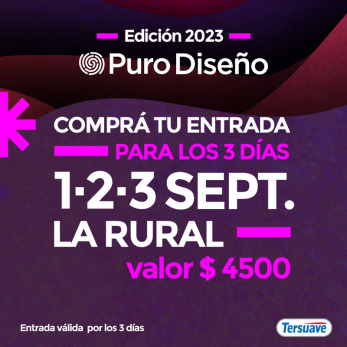 Edición 2023
Puro Diseño
COMPRÁ TU ENTRADA
PARA LOS 3 DÍAS
1·2·3 SEPT.
LA RURAL
valor $ 4500
Entrada válida por los 3 días
Tersuave